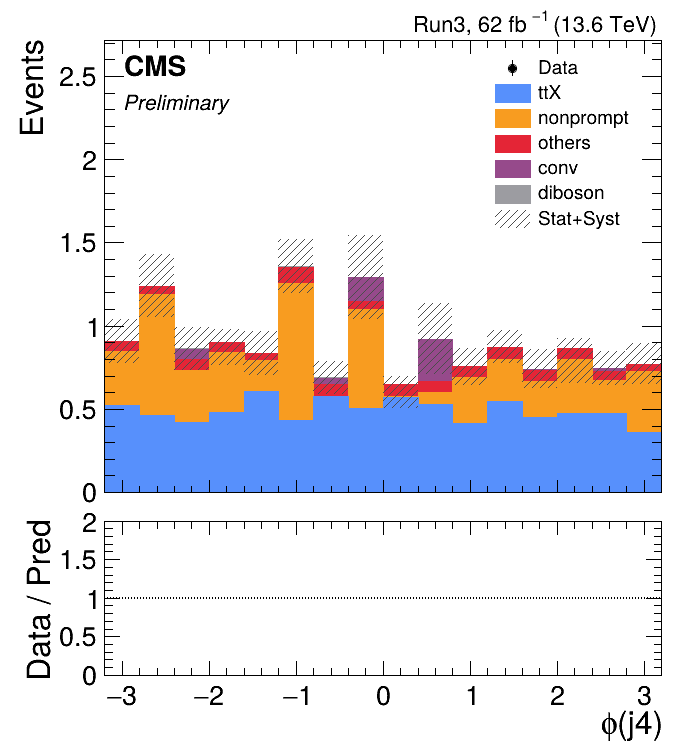 Run3, 62 fb⁻¹ (13.6 TeV)
CMS
Preliminary
Data
ttX
nonprompt
others
conv
diboson
Stat+Syst
Events
2.5
2
1.5
1
0.5
0
Data / Pred
2
1.5
1
0.5
0
−3 −2 −1 0 1 2 3
ϕ(j4)